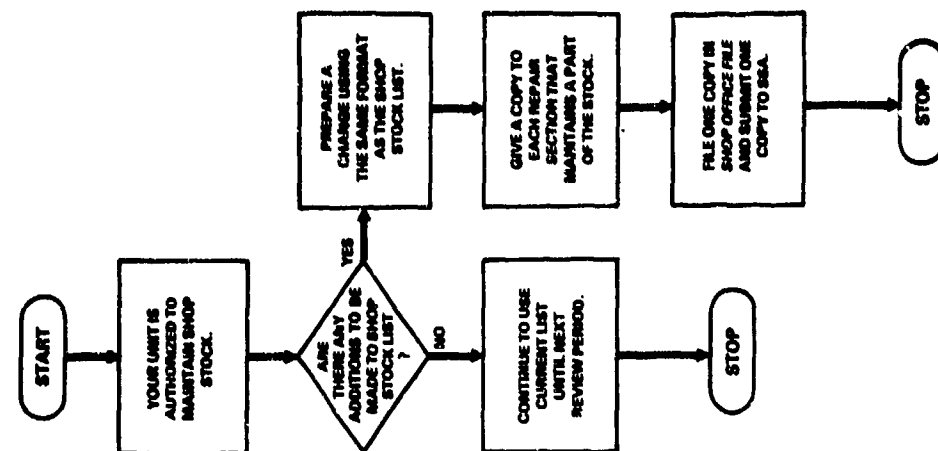 START
YOUR UNIT IS
AUTHORIZED TO
MAINTAIN SHOP
STOCK.
ARE
THERE ANY
ADDITIONS TO BE
MADE TO SHOP
STOCK LIST
?
YES
PREPARE A
CHANGE USING
THE SAME FORMAT
AS THE SHOP
STOCK LIST.
GIVE A COPY TO
EACH REPAIR
SECTION THAT
MAINTAINS A PART
OF THE STOCK.
FILE ONE COPY IN
SHOP OFFICE FILE
AND SUBMIT ONE
COPY TO SSA.
STOP
NO
CONTINUE TO USE
CURRENT LIST
UNTIL NEXT
REVIEW PERIOD.
STOP